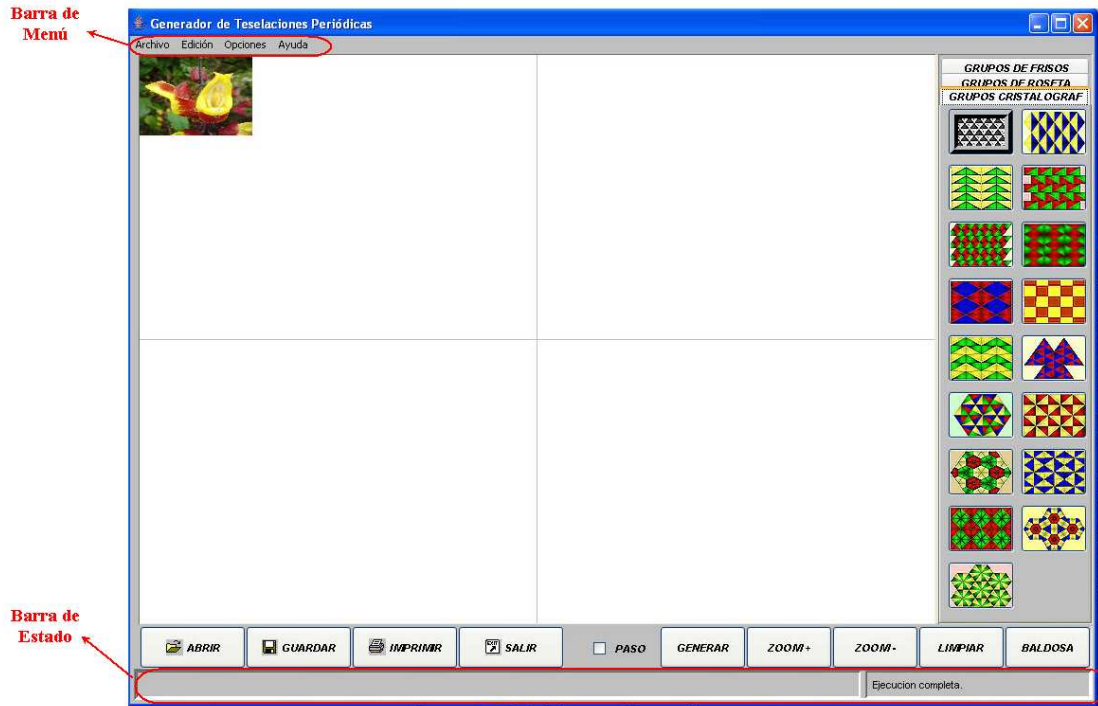 Barra de
Menú
Generador de Teselaciones Periódicas
Archivo Edición Opciones Ayuda
GRUPOS DE FRISOS
GRUPOS DE ROSETA
GRUPOS CRISTALOGRAF
Barra de
Estado
ABRIR GUARDAR IMPRIMIR SALIR PASO GENERAR ZOOM+ ZOOM- LIMPIAR BALDOSA
Ejecucion completa.